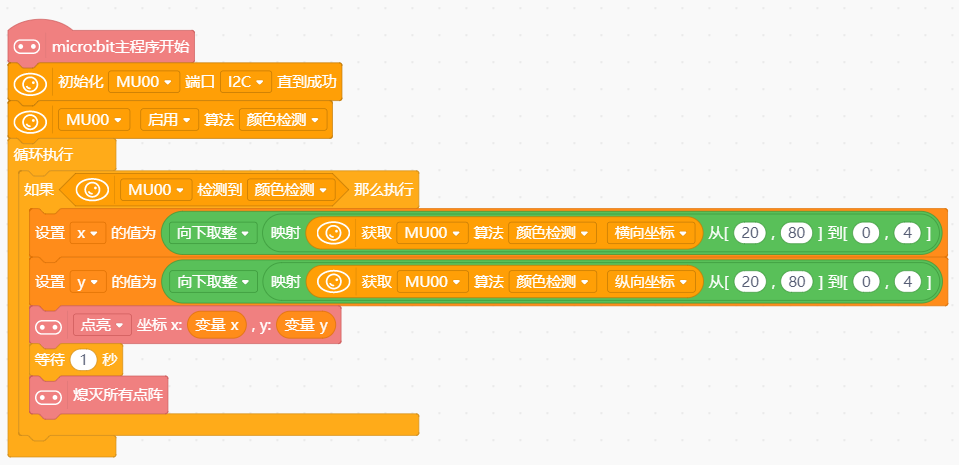 micro:bit主程序开始
初始化 MU00 端口 I2C 直到成功
MU00 启用 算法 颜色检测
循环执行
如果 MU00 检测到 颜色检测 那么执行
设置 x 的值为 向下取整 映射 获取 MU00 算法 颜色检测 横向坐标 从[ 20 , 80 ] 到[ 0 , 4 ]
设置 y 的值为 向下取整 映射 获取 MU00 算法 颜色检测 纵向坐标 从[ 20 , 80 ] 到[ 0 , 4 ]
点亮 坐标 x: 变量 x , y: 变量 y
等待 1 秒
熄灭所有点阵